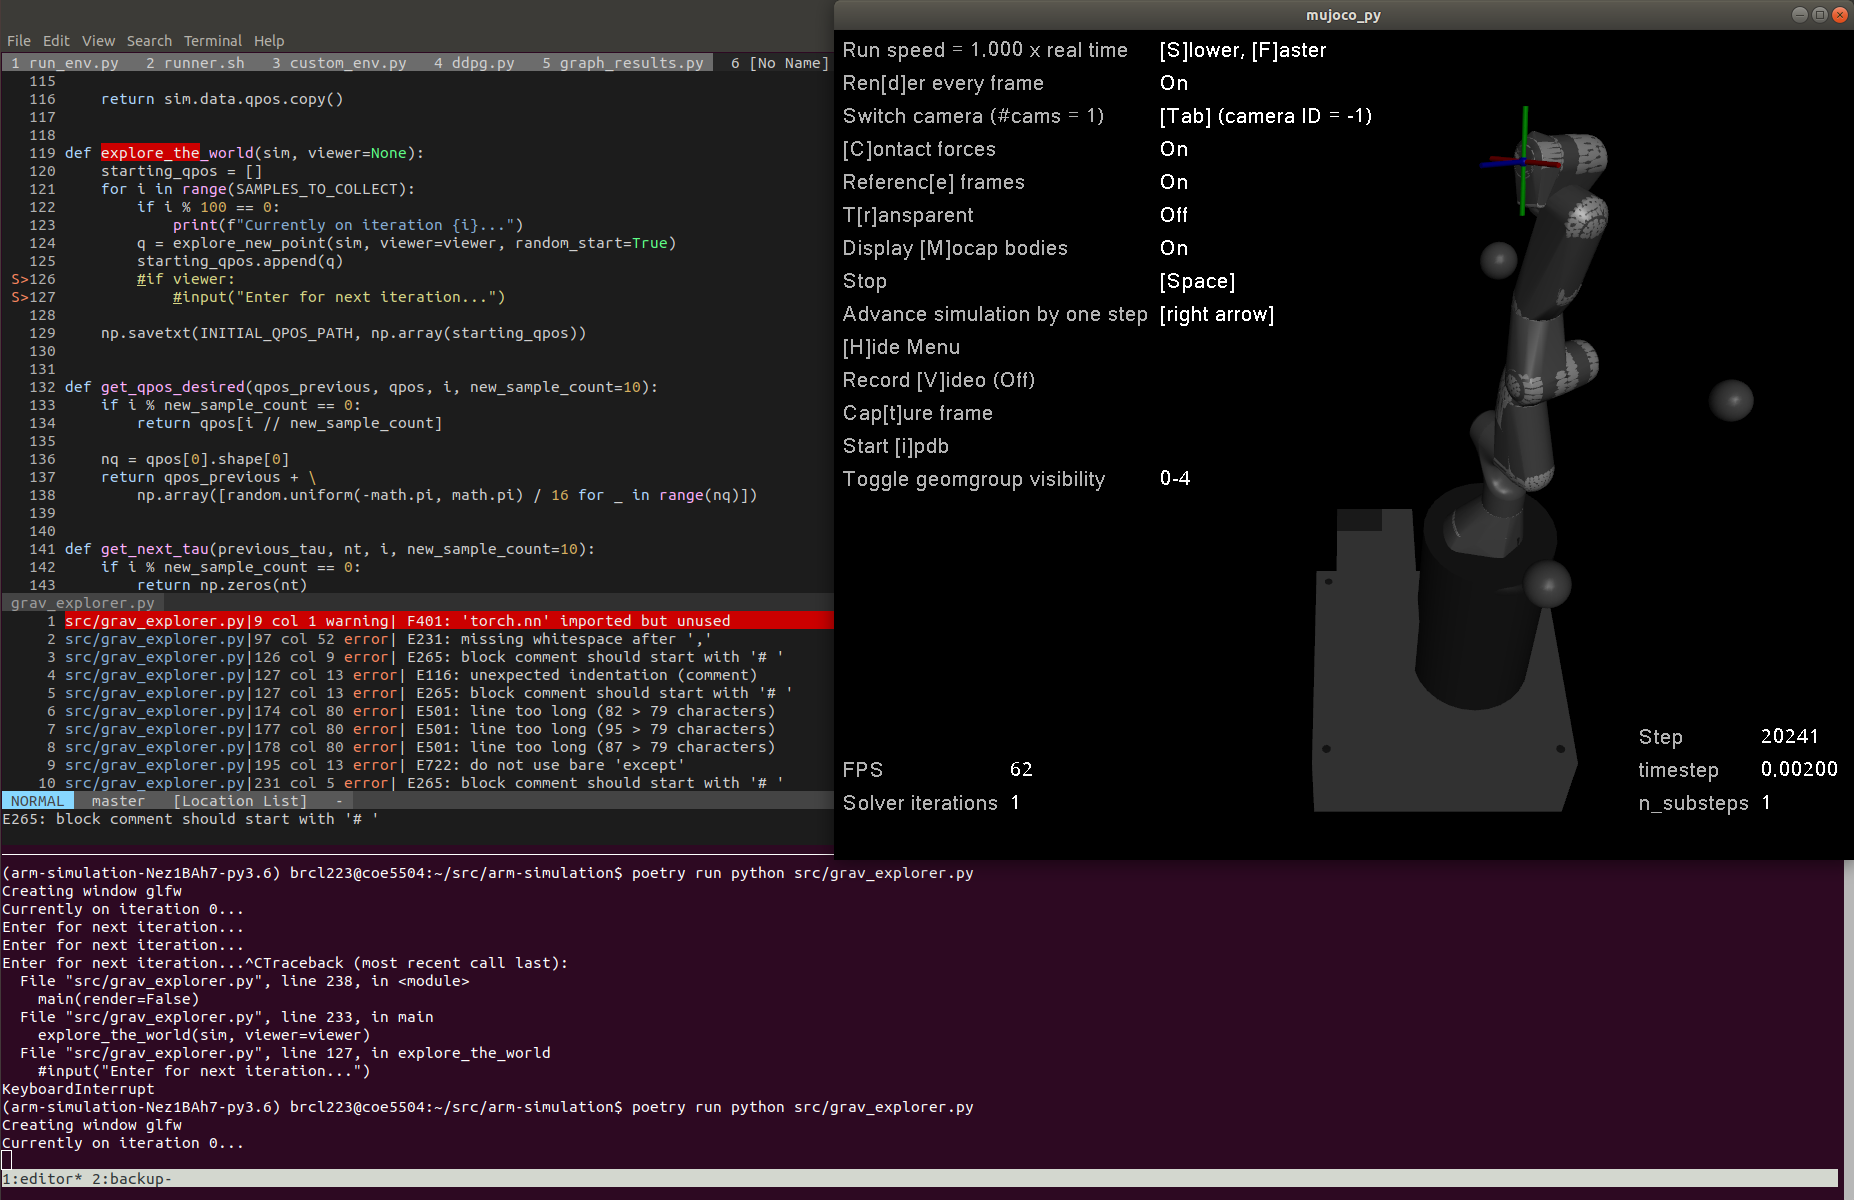 File Edit View Search Terminal Help
1 run_env.py 2 runner.sh 3 custom_env.py 4 ddpg.py 5 graph_results.py 6 [No Name]
115
116 return sim.data.qpos.copy()
117
118
119 def explore_the_world(sim, viewer=None):
120 starting_qpos = []
121 for i in range(SAMPLES_TO_COLLECT):
122 if i % 100 == 0:
123 print(f"Currently on iteration {i}...")
124 q = explore_new_point(sim, viewer=viewer, random_start=True)
125 starting_qpos.append(q)
S>126 #if viewer:
S>127 #input("Enter for next iteration...")
128
129 np.savetxt(INITIAL_QPOS_PATH, np.array(starting_qpos))
130
131
132 def get_qpos_desired(qpos_previous, qpos, i, new_sample_count=10):
133 if i % new_sample_count == 0:
134 return qpos[i // new_sample_count]
135
136 nq = qpos[0].shape[0]
137 return qpos_previous + \
138 np.array([random.uniform(-math.pi, math.pi) / 16 for _ in range(nq)])
139
140
141 def get_next_tau(previous_tau, nt, i, new_sample_count=10):
142 if i % new_sample_count == 0:
143 return np.zeros(nt)
grav_explorer.py
1 src/grav_explorer.py|9 col 1 warning| F401: 'torch.nn' imported but unused
2 src/grav_explorer.py|97 col 52 error| E231: missing whitespace after ','
3 src/grav_explorer.py|126 col 9 error| E265: block comment should start with '# '
4 src/grav_explorer.py|127 col 13 error| E116: unexpected indentation (comment)
5 src/grav_explorer.py|127 col 13 error| E265: block comment should start with '# '
6 src/grav_explorer.py|174 col 80 error| E501: line too long (82 > 79 characters)
7 src/grav_explorer.py|177 col 80 error| E501: line too long (95 > 79 characters)
8 src/grav_explorer.py|178 col 80 error| E501: line too long (87 > 79 characters)
9 src/grav_explorer.py|195 col 13 error| E722: do not use bare 'except'
10 src/grav_explorer.py|231 col 5 error| E265: block comment should start with '# '
NORMAL master [Location List] -
E265: block comment should start with '# '
mujoco_py
Run speed = 1.000 x real time [S]lower, [F]aster
Ren[d]er every frame On
Switch camera (#cams = 1) [Tab] (camera ID = -1)
[C]ontact forces On
Referenc[e] frames On
T[r]ansparent Off
Display [M]ocap bodies On
Stop [Space]
Advance simulation by one step [right arrow]
[H]ide Menu
Record [V]ideo (Off)
Cap[t]ure frame
Start [i]pdb
Toggle geomgroup visibility 0-4
FPS 62
Solver iterations 1
Step 20241
timestep 0.00200
n_substeps 1
(arm-simulation-Nez1BAh7-py3.6) brcl223@coe5504:~/src/arm-simulation$ poetry run python src/grav_explorer.py
Creating window glfw
Currently on iteration 0...
Enter for next iteration...
Enter for next iteration...
Enter for next iteration...^CTraceback (most recent call last):
File "src/grav_explorer.py", line 238, in <module>
main(render=False)
File "src/grav_explorer.py", line 233, in main
explore_the_world(sim, viewer=viewer)
File "src/grav_explorer.py", line 127, in explore_the_world
#input("Enter for next iteration...")
KeyboardInterrupt
(arm-simulation-Nez1BAh7-py3.6) brcl223@coe5504:~/src/arm-simulation$ poetry run python src/grav_explorer.py
Creating window glfw
Currently on iteration 0...
1:editor* 2:backup-